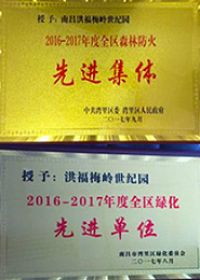 授予：南昌洪福梅岭世纪园
2016-2017年度全区森林防火
先进集体
中共湾里区委 湾里区人民政府
二〇一七年九月
授予：洪福梅岭世纪园
2016-2017年度全区绿化
先进单位
南昌市湾里区绿化委员会
二〇一七年八月